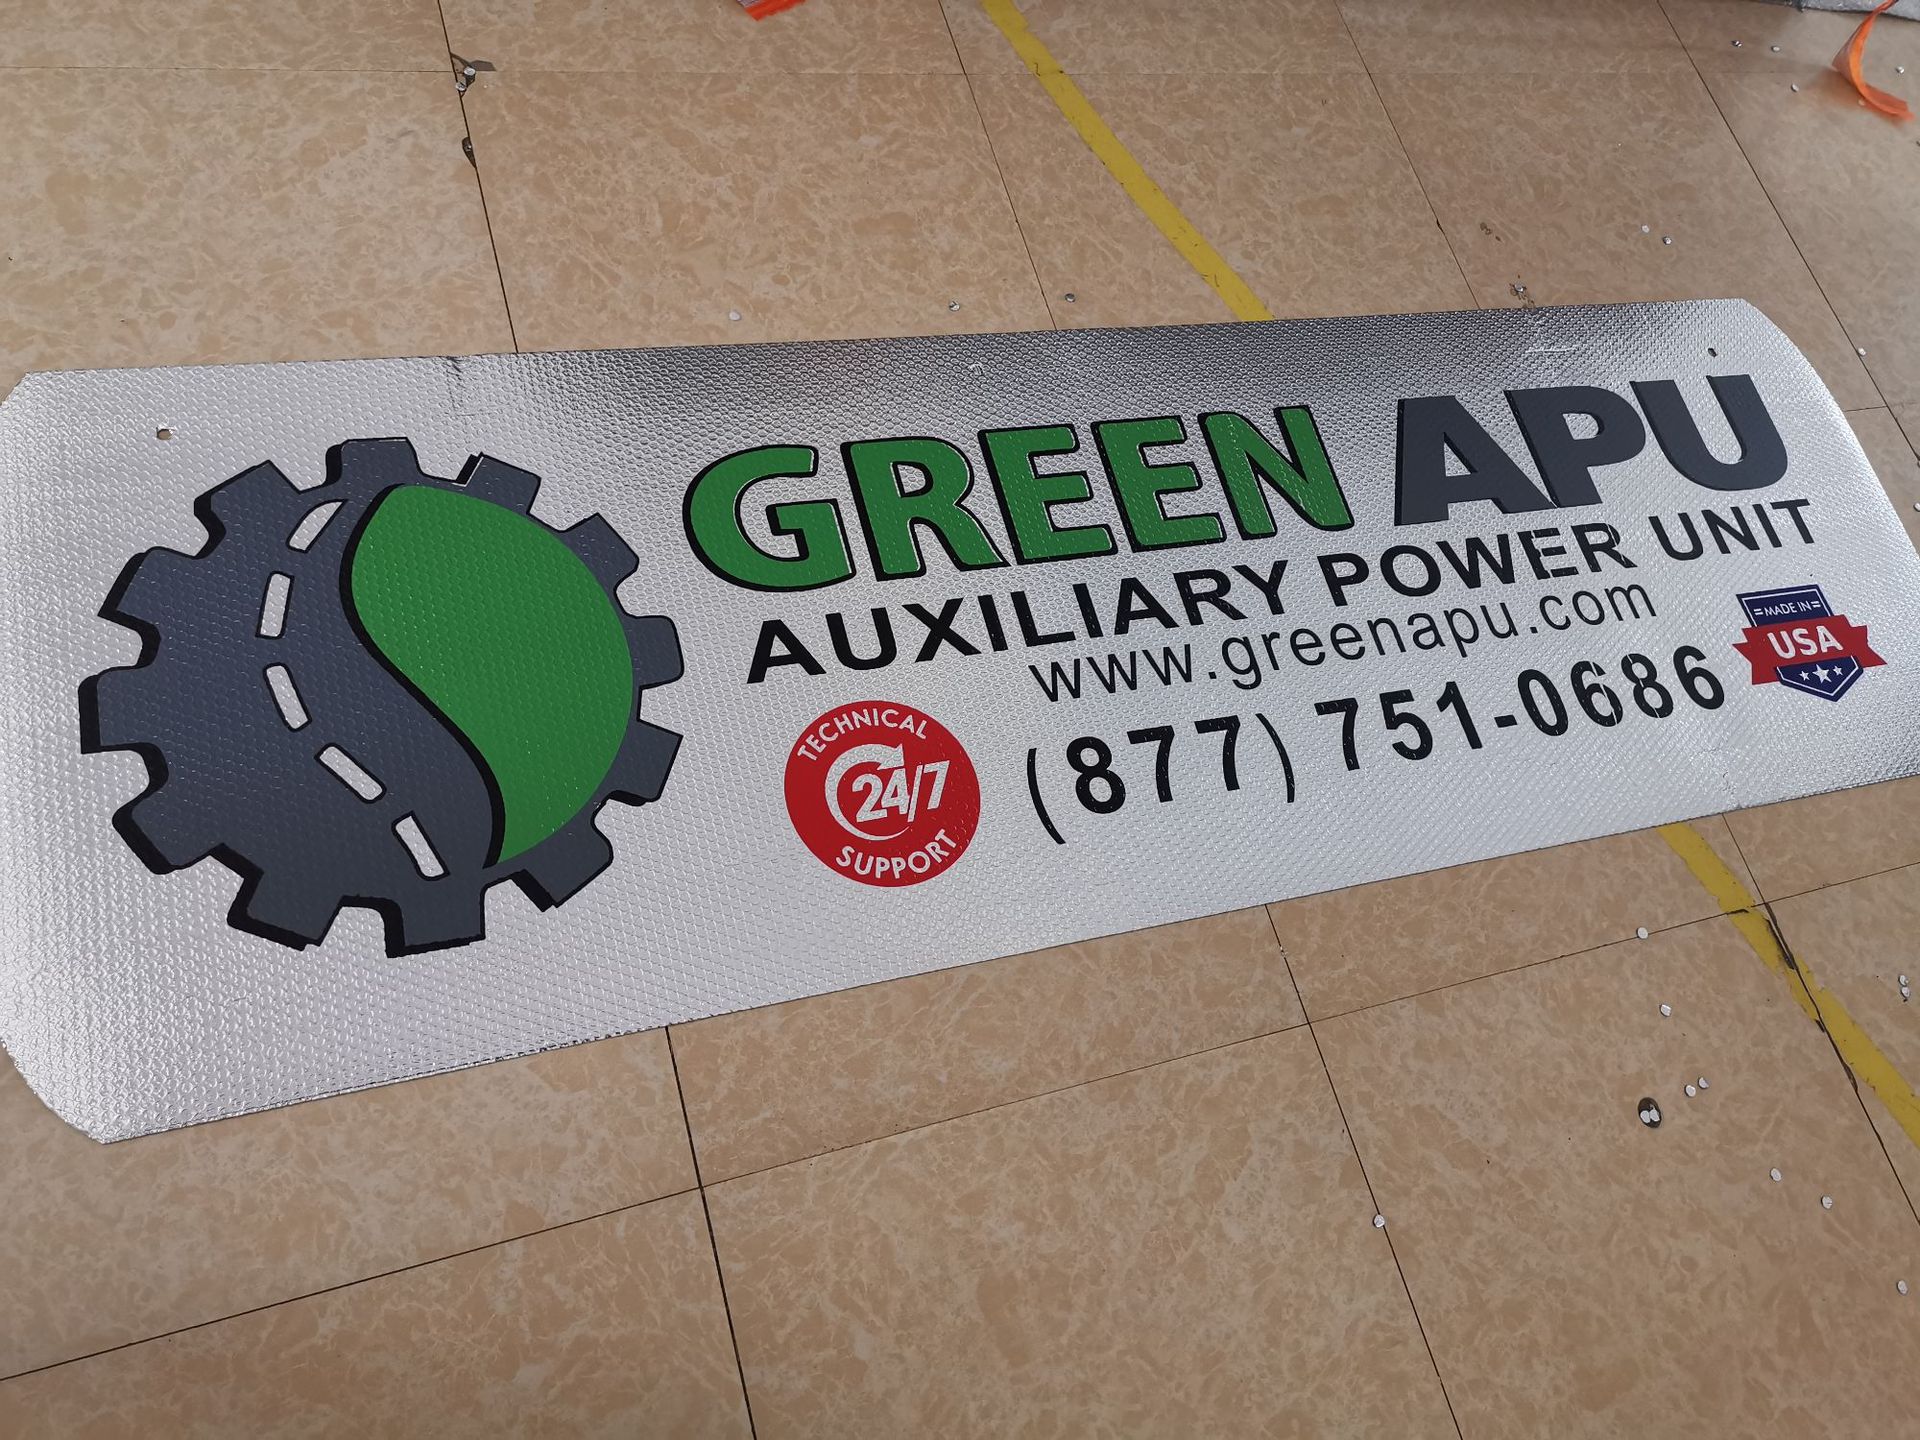 GREEN APU
AUXILIARY POWER UNIT
www.greenapu.com
MADE IN
USA
TECHNICAL
24/7
SUPPORT
(877) 751-0686